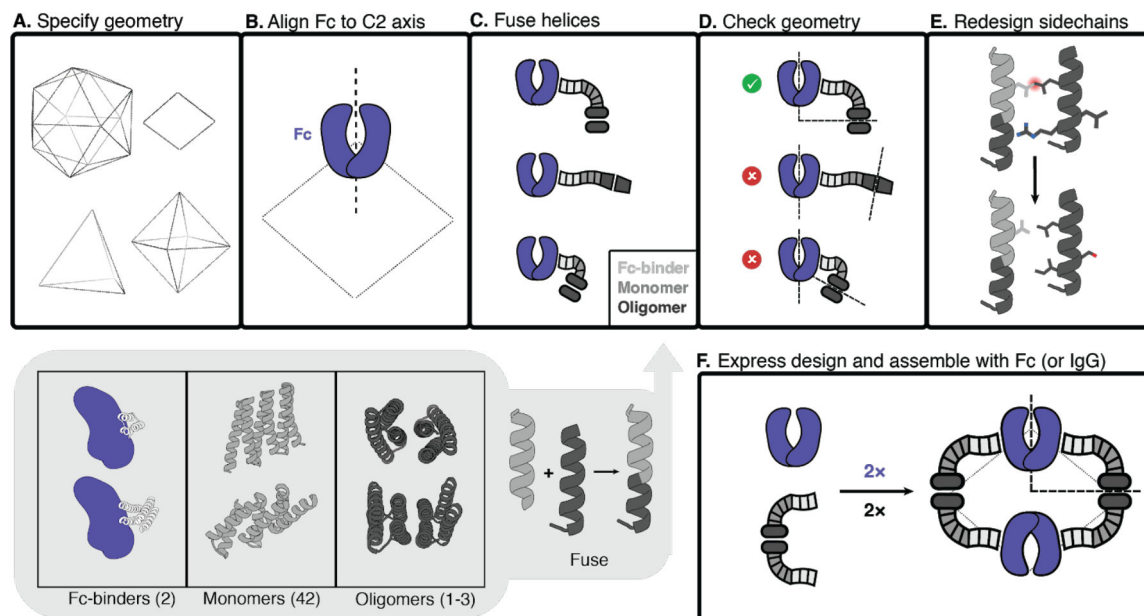 A. Specify geometry
B. Align Fc to C2 axis
Fc
C. Fuse helices
Fc-binder
Monomer
Oligomer
D. Check geometry
E. Redesign sidechains
Fc-binders (2)
Monomers (42)
Oligomers (1-3)
+
Fuse
F. Express design and assemble with Fc (or IgG)
2×
2×